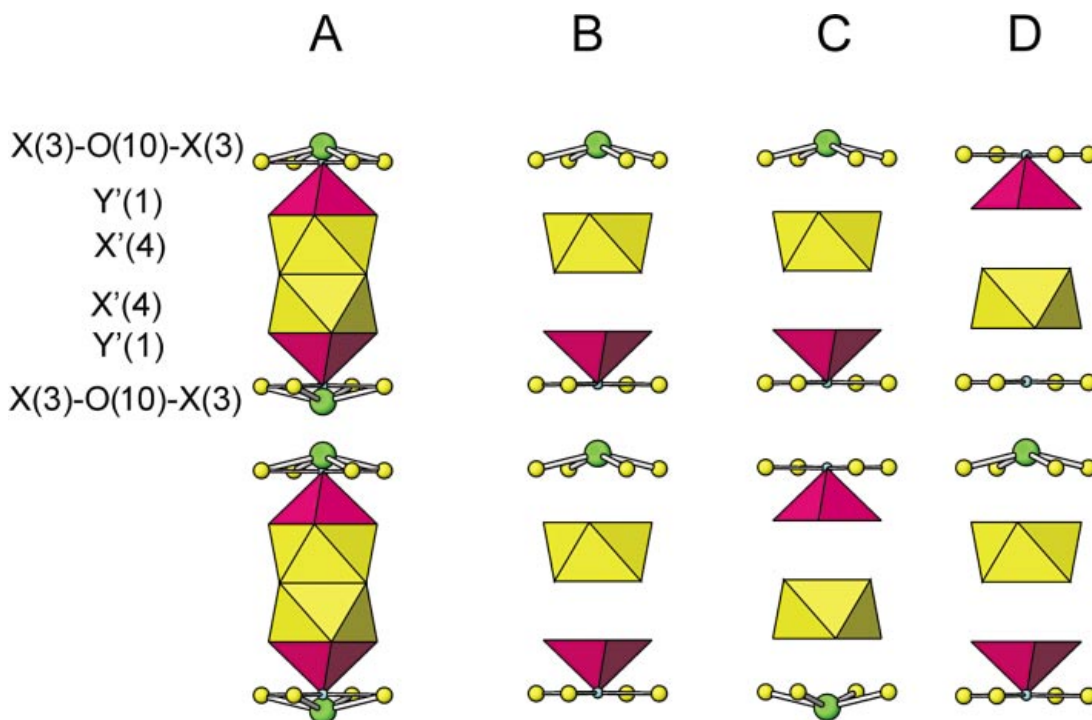 A B C D
X(3)-O(10)-X(3)
Y'(1)
X'(4)
X'(4)
Y'(1)
X(3)-O(10)-X(3)